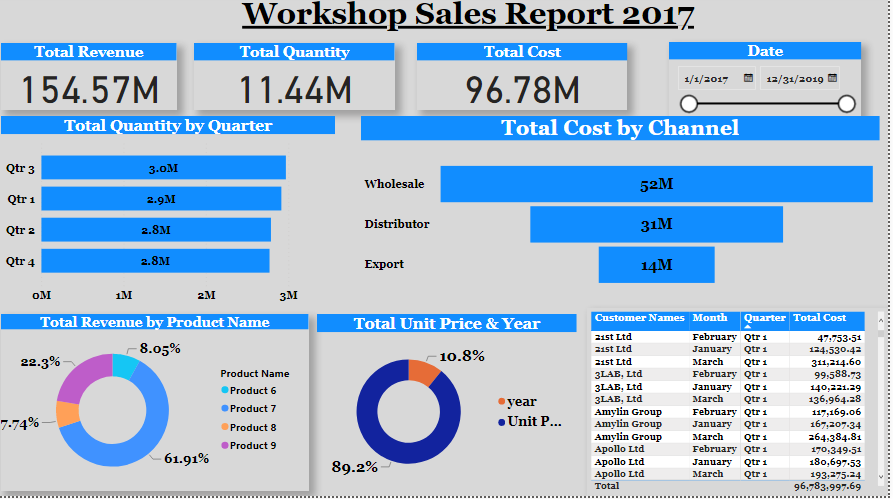 Workshop Sales Report 2017
Total Revenue
154.57M
Total Quantity
11.44M
Total Cost
96.78M
Date
1/1/2017 12/31/2019
Total Quantity by Quarter
Qtr 3 3.0M
Qtr 1 2.9M
Qtr 2 2.8M
Qtr 4 2.8M
0M 1M 2M 3M
Total Cost by Channel
Wholesale 52M
Distributor 31M
Export 14M
Total Revenue by Product Name
8.05%
22.3%
7.74%
61.91%
Product Name
Product 6
Product 7
Product 8
Product 9
Total Unit Price & Year
10.8%
89.2%
year
Unit P...
Customer Names Month Quarter Total Cost
21st Ltd February Qtr 1 47,753.51
21st Ltd January Qtr 1 124,530.42
21st Ltd March Qtr 1 311,214.60
3LAB, Ltd February Qtr 1 99,588.73
3LAB, Ltd January Qtr 1 140,221.29
3LAB, Ltd March Qtr 1 136,964.28
Amylin Group February Qtr 1 117,169.06
Amylin Group January Qtr 1 167,207.34
Amylin Group March Qtr 1 264,384.81
Apollo Ltd February Qtr 1 170,349.51
Apollo Ltd January Qtr 1 180,697.53
Apollo Ltd March Qtr 1 193,275.24
Total 96,783,997.69